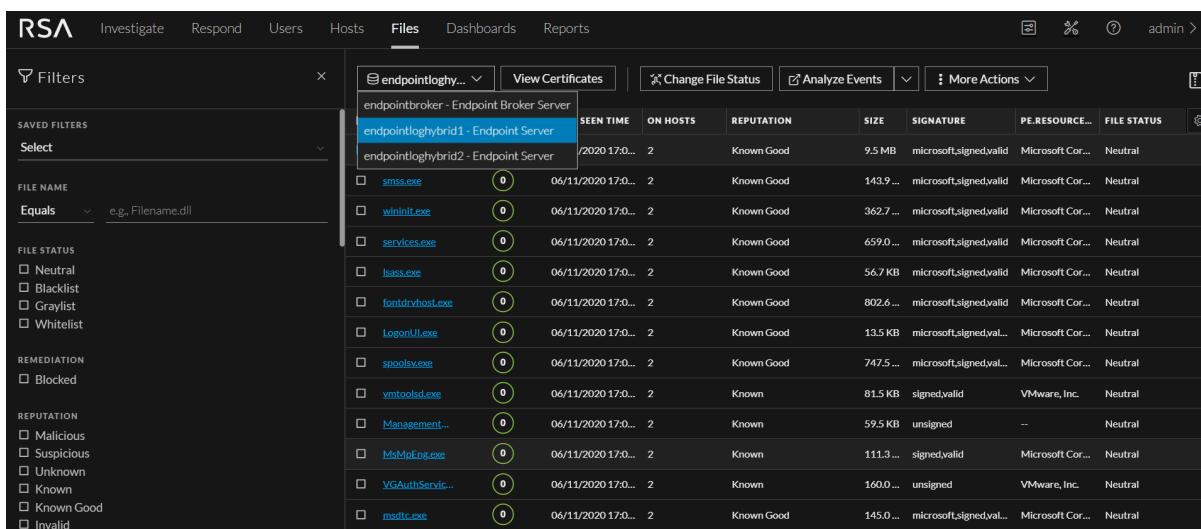 RSA Investigate Respond Users Hosts Files Dashboards Reports admin >
Filters
SAVED FILTERS
Select
FILE NAME
Equals e.g., Filename.dll
FILE STATUS
Neutral
Blacklist
Graylist
Whitelist
REMEDIATION
Blocked
REPUTATION
Malicious
Suspicious
Unknown
Known
Known Good
Invalid
endpointloghy... View Certificates Change File Status Analyze Events More Actions
endpointbroker - Endpoint Broker Server
endpointloghybrid1 - Endpoint Server
endpointloghybrid2 - Endpoint Server
SEEN TIME ON HOSTS REPUTATION SIZE SIGNATURE PE.RESOURCE... FILE STATUS
/2020 17:0... 2 Known Good 9.5 MB microsoft,signed,valid Microsoft Cor... Neutral
smss.exe 0 06/11/2020 17:0... 2 Known Good 143.9 ... microsoft,signed,valid Microsoft Cor... Neutral
wininit.exe 0 06/11/2020 17:0... 2 Known Good 362.7 ... microsoft,signed,valid Microsoft Cor... Neutral
services.exe 0 06/11/2020 17:0... 2 Known Good 659.0 ... microsoft,signed,valid Microsoft Cor... Neutral
lsass.exe 0 06/11/2020 17:0... 2 Known Good 56.7 KB microsoft,signed,valid Microsoft Cor... Neutral
fontdrvhost.exe 0 06/11/2020 17:0... 2 Known Good 802.6 ... microsoft,signed,valid Microsoft Cor... Neutral
LogonUI.exe 0 06/11/2020 17:0... 2 Known Good 13.5 KB microsoft,signed,val... Microsoft Cor... Neutral
spoolsv.exe 0 06/11/2020 17:0... 2 Known Good 747.5 ... microsoft,signed,val... Microsoft Cor... Neutral
vmtoolsd.exe 0 06/11/2020 17:0... 2 Known 81.5 KB signed,valid VMware, Inc. Neutral
Management... 0 06/11/2020 17:0... 2 Known 59.5 KB unsigned -- Neutral
MsMpEng.exe 0 06/11/2020 17:0... 2 Known 111.3 ... signed,valid Microsoft Cor... Neutral
VGAuthServic... 0 06/11/2020 17:0... 2 Known 160.0 ... unsigned VMware, Inc. Neutral
msdtc.exe 0 06/11/2020 17:0... 2 Known Good 145.0 ... microsoft,signed,val... Microsoft Cor... Neutral